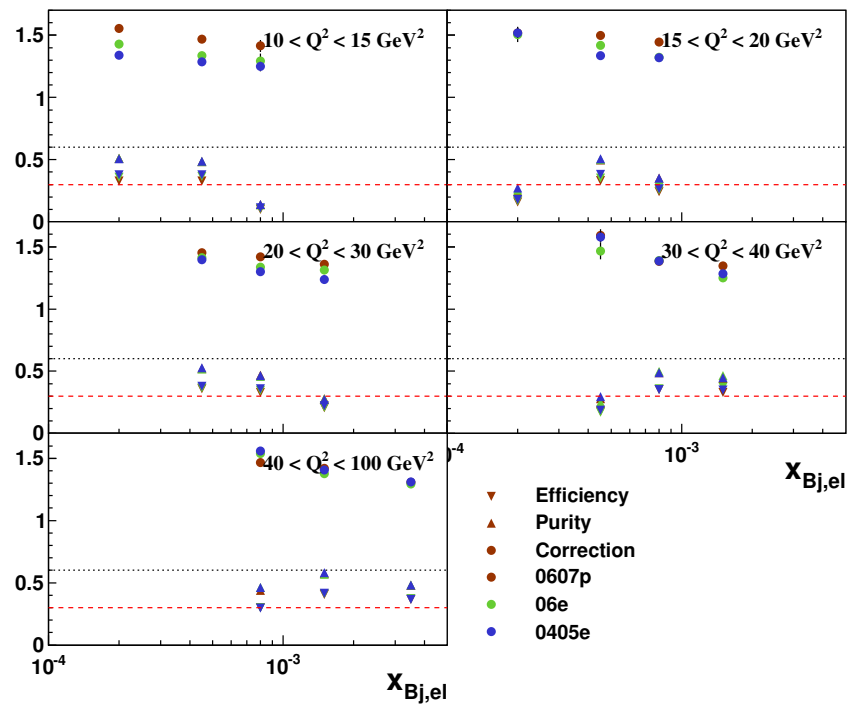 1.5
10 < Q² < 15 GeV²
15 < Q² < 20 GeV²
1
0.5
0
1.5
20 < Q² < 30 GeV²
30 < Q² < 40 GeV²
1
0.5
0
10⁻⁴
10⁻³
1.5
40 < Q² < 100 GeV²
x_Bj,el
1
Efficiency
Purity
Correction
0.5
0607p
06e
0405e
0
10⁻⁴
10⁻³
x_Bj,el